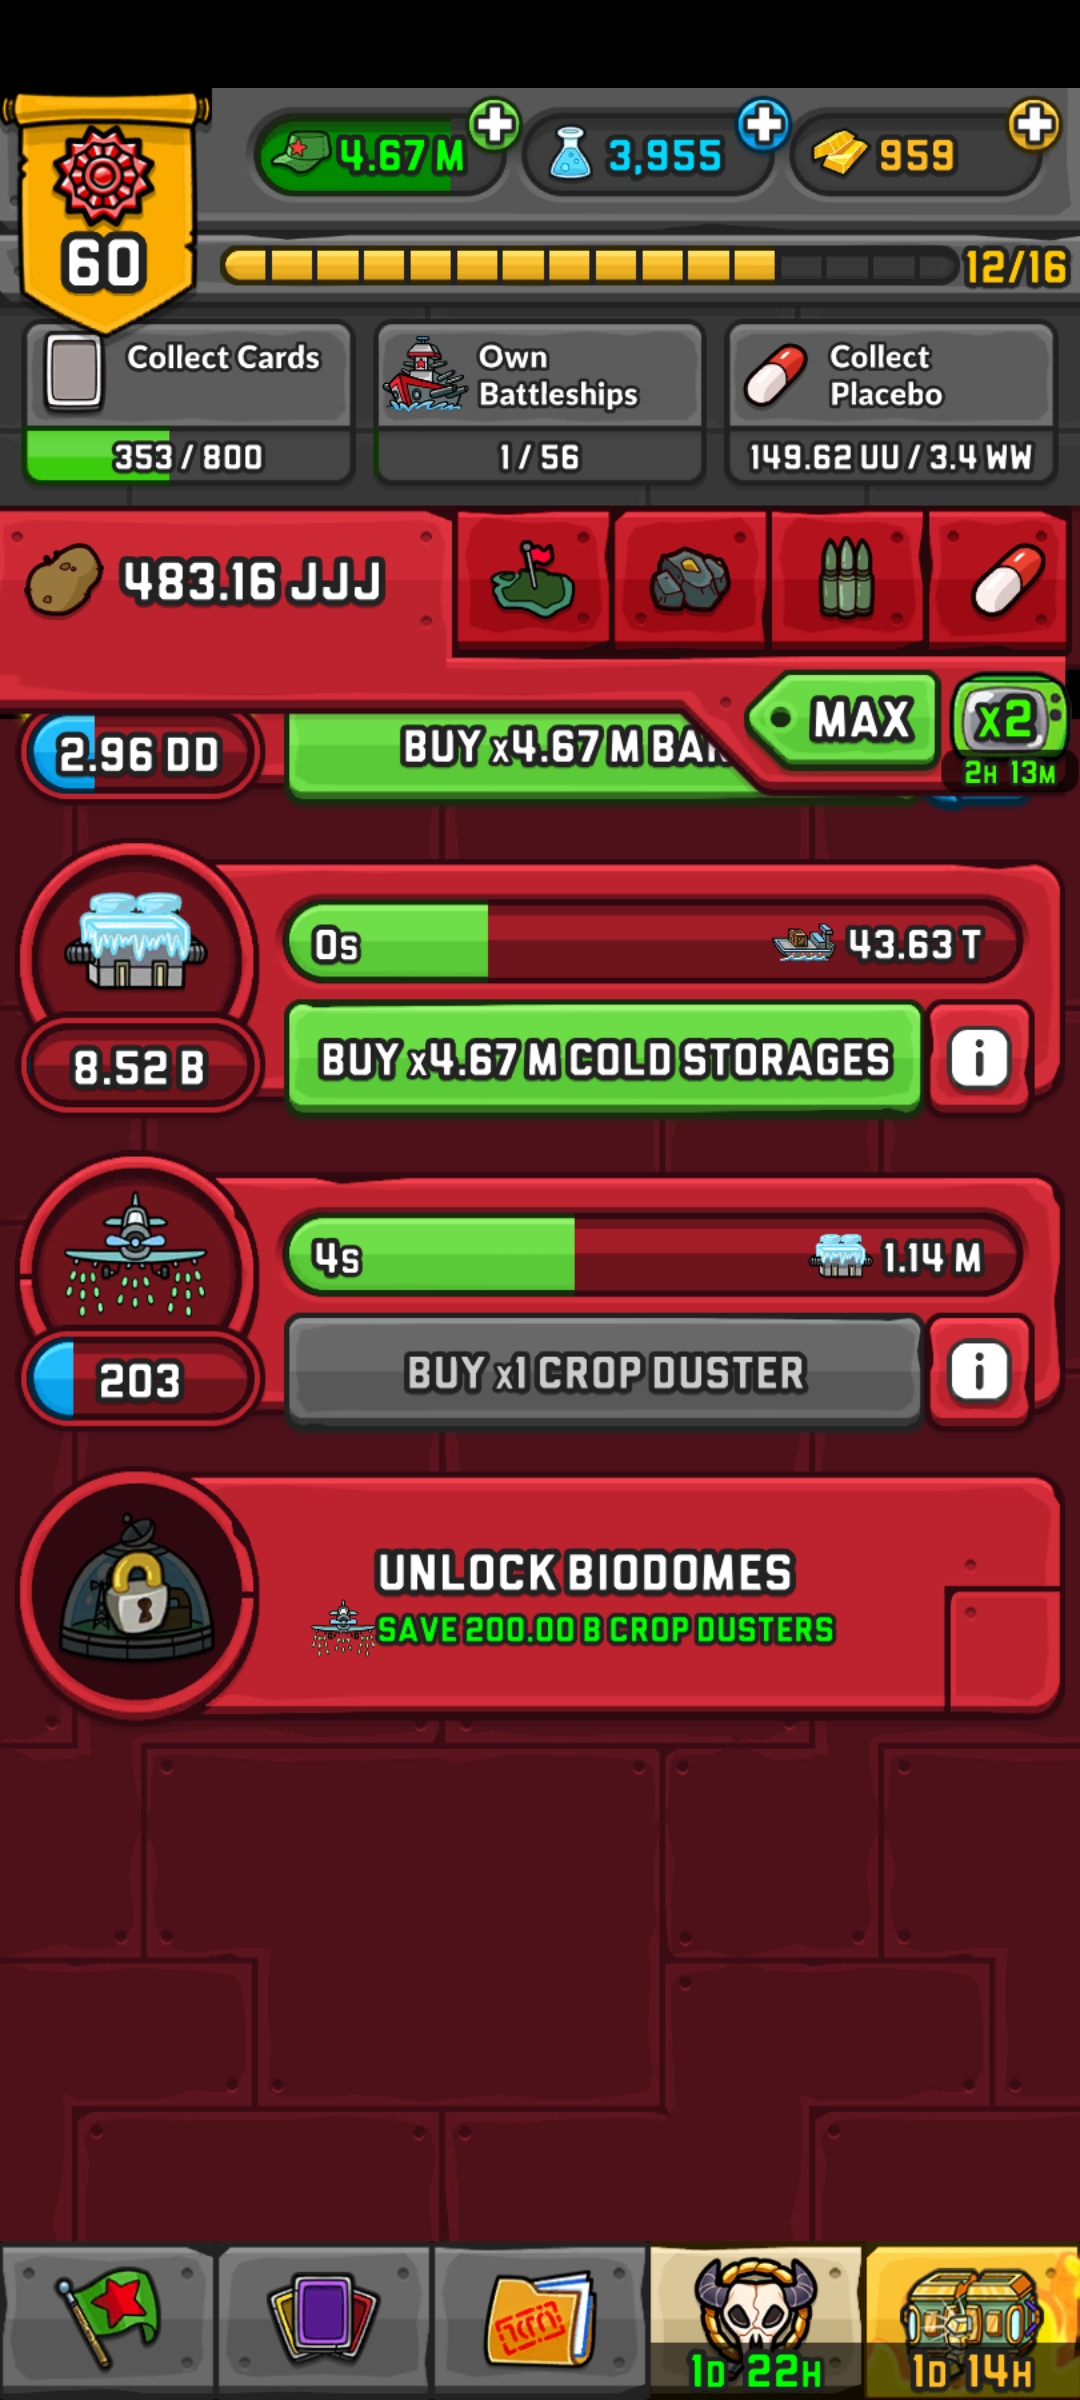 4.67 M
3,955
959
60
12/16
Collect Cards
353 / 800
Own
Battleships
1 / 56
Collect
Placebo
149.62 UU / 3.4 WW
483.16 JJJ
MAX
x2
2H 13M
2.96 DD
BUY x4.67 M
0s
43.63 T
8.52 B
BUY x4.67 M COLD STORAGES
i
4s
1.14 M
203
BUY x1 CROP DUSTER
i
UNLOCK BIODOMES
SAVE 200.00 B CROP DUSTERS
1D 22H
1D 14H